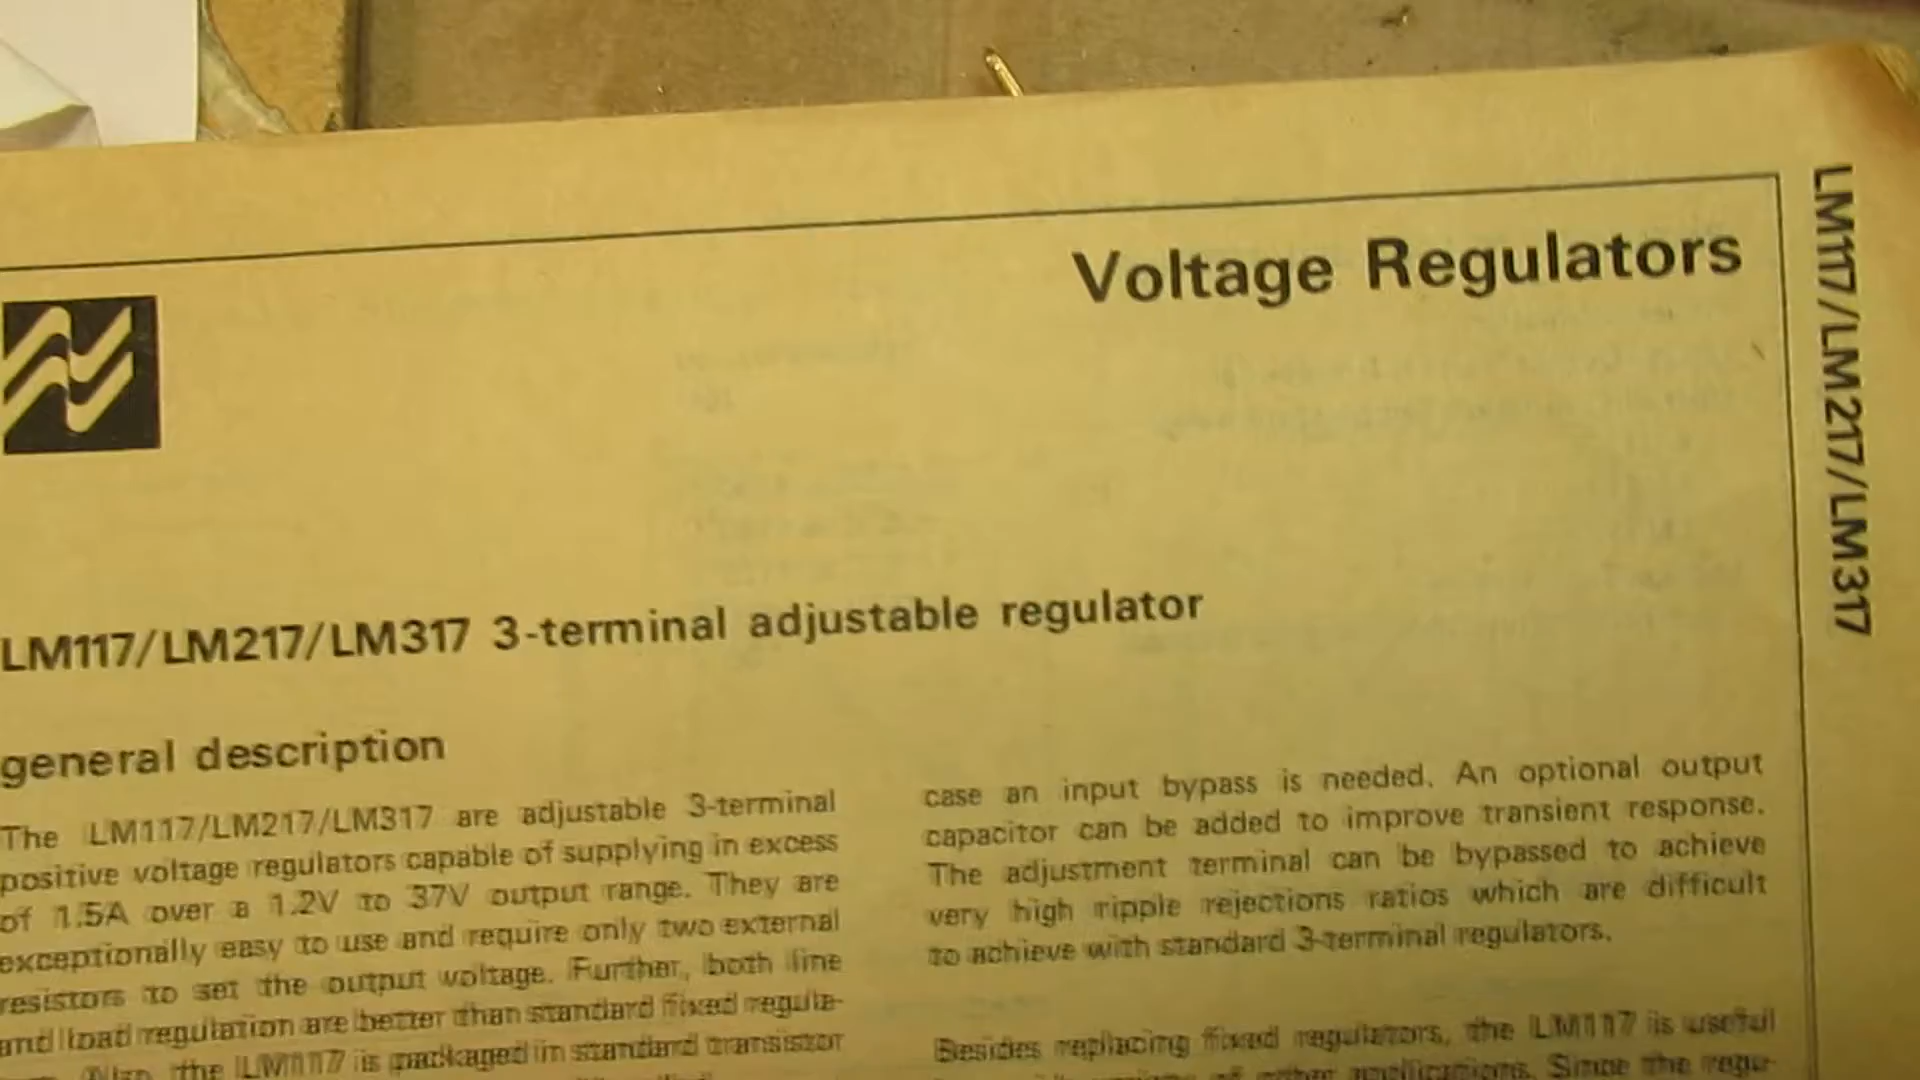 Voltage Regulators
LM117/LM217/LM317
LM117/LM217/LM317 3-terminal adjustable regulator
general description
The LM117/LM217/LM317 are adjustable 3-terminal
positive voltage regulators capable of supplying in excess
of 1.5A over a 1.2V to 37V output range. They are
exceptionally easy to use and require only two external
resistors to set the output voltage. Further, both line
and load regulation are better than standard fixed regula-
the LM117 is packaged in standard transistor
case an input bypass is needed. An optional output
capacitor can be added to improve transient response.
The adjustment terminal can be bypassed to achieve
very high ripple rejections ratios which are difficult
to achieve with standard 3-terminal regulators.
Besides replacing fixed regulators, the LM117 is useful
of other applications. Since the regu-